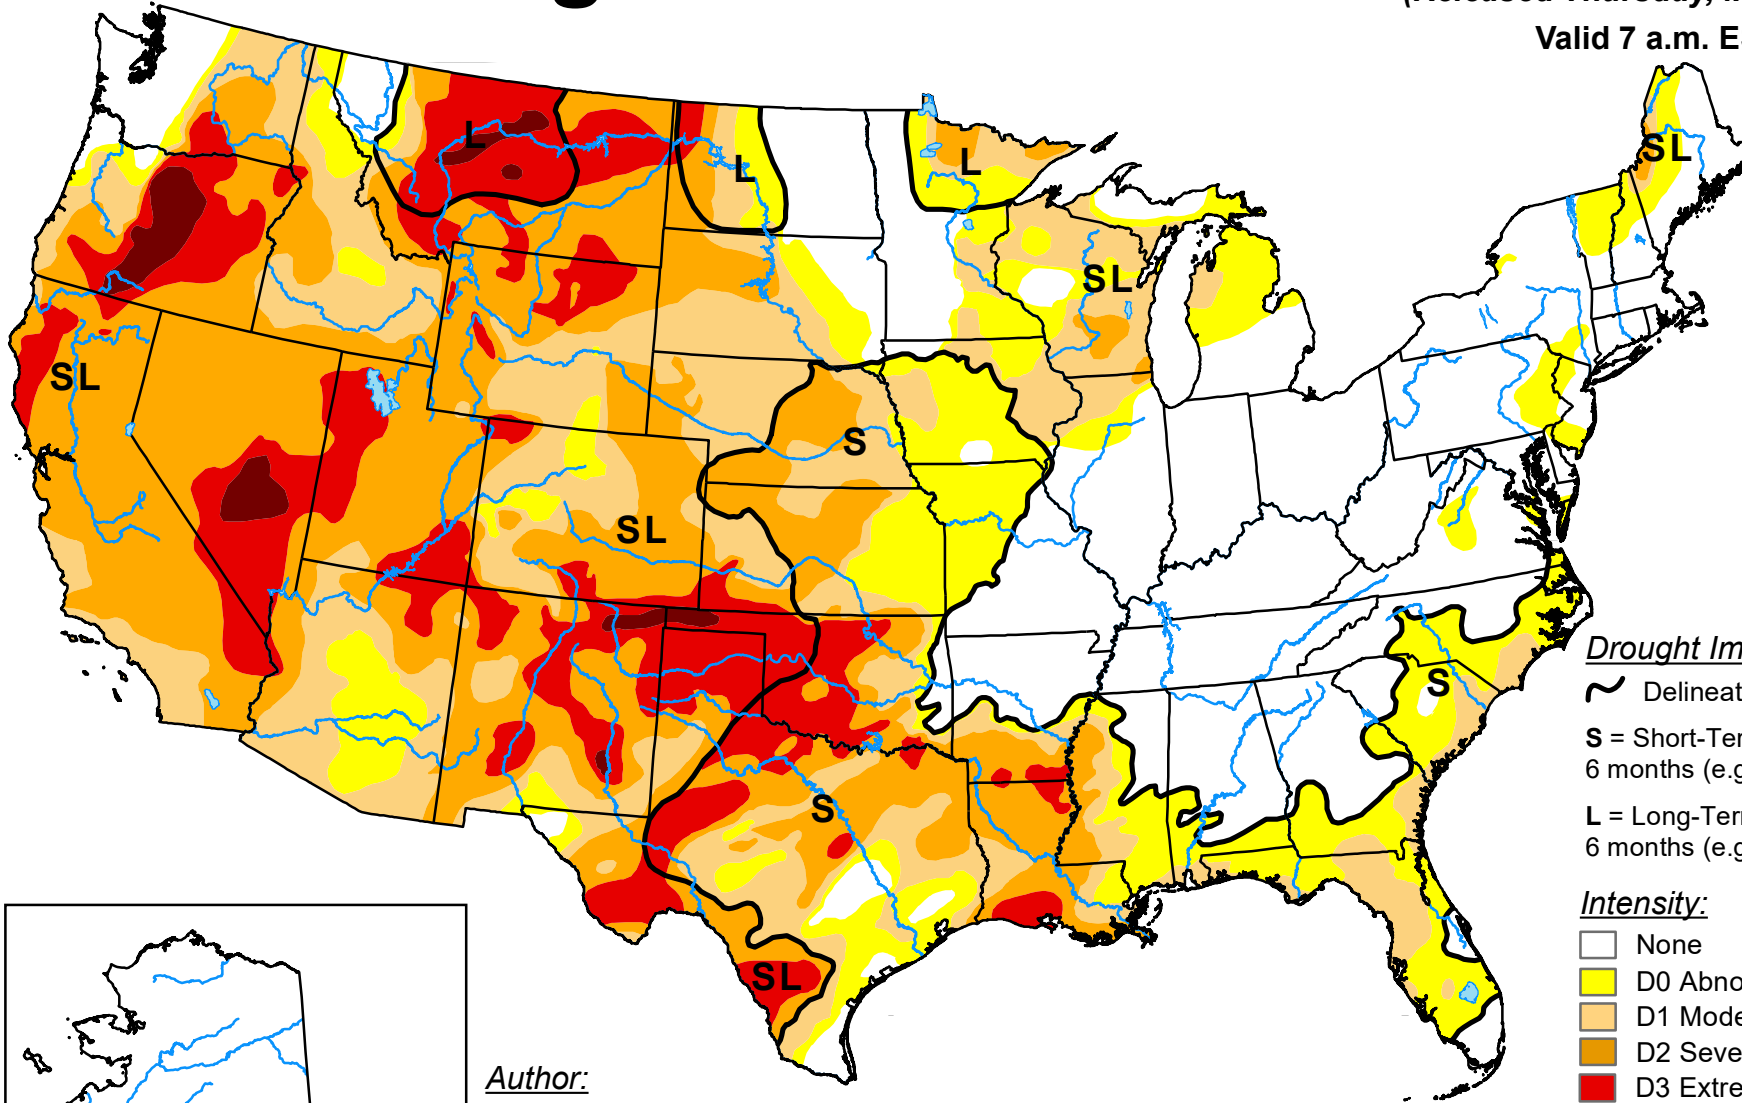 Valid 7 a.m. E
L
L
L
SL
SL
SL
S
SL
S
S
SL
Drought Im
Delineat
S = Short-Ter
6 months (e.g
L = Long-Ter
6 months (e.g
Intensity:
None
D0 Abno
D1 Mode
D2 Seve
D3 Extre
Author: